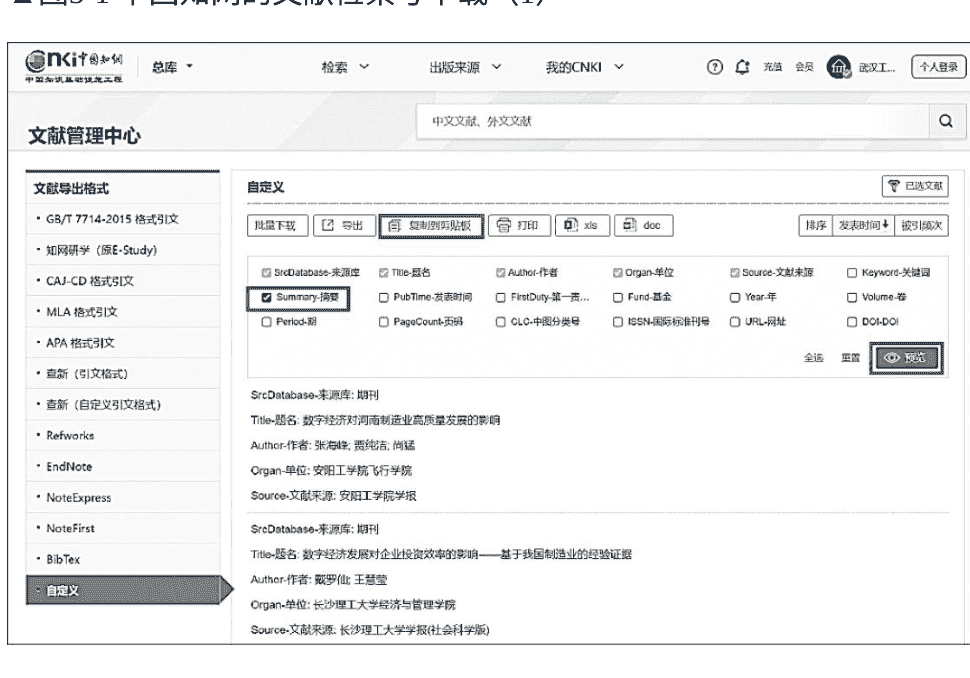 ▲图5-1 中国知网的文献检索与下载（1）
cnki中国知网
中国知识基础设施工程
总库
检索
出版来源
我的CNKI
充值 会员
武汉工...
个人登录
文献管理中心
中文文献、外文文献
文献导出格式
· GB/T 7714-2015 格式引文
· 知网研学（原E-Study）
· CAJ-CD 格式引文
· MLA 格式引文
· APA 格式引文
· 查新（引文格式）
· 查新（自定义引文格式）
· Refworks
· EndNote
· NoteExpress
· NoteFirst
· BibTex
· 自定义
自定义
已选文献
批量下载 导出 复制到剪贴板 打印 xls doc
排序 发表时间 被引频次
SrcDatabase-来源库 Title-题名 Author-作者 Organ-单位 Source-文献来源 Keyword-关键词
Summary-摘要 PubTime-发表时间 FirstDuty-第一责... Fund-基金 Year-年 Volume-卷
Period-期 PageCount-页码 CLC-中图分类号 ISSN-国际标准刊号 URL-网址 DOI-DOI
全选 重置 预览
SrcDatabase-来源库: 期刊
Title-题名: 数字经济对河南制造业高质量发展的影响
Author-作者: 张海峰; 贾纯洁; 尚猛
Organ-单位: 安阳工学院飞行学院
Source-文献来源: 安阳工学院学报
SrcDatabase-来源库: 期刊
Title-题名: 数字经济发展对企业投资效率的影响——基于我国制造业的经验证据
Author-作者: 戴罗仙; 王慧莹
Organ-单位: 长沙理工大学经济与管理学院
Source-文献来源: 长沙理工大学学报(社会科学版)